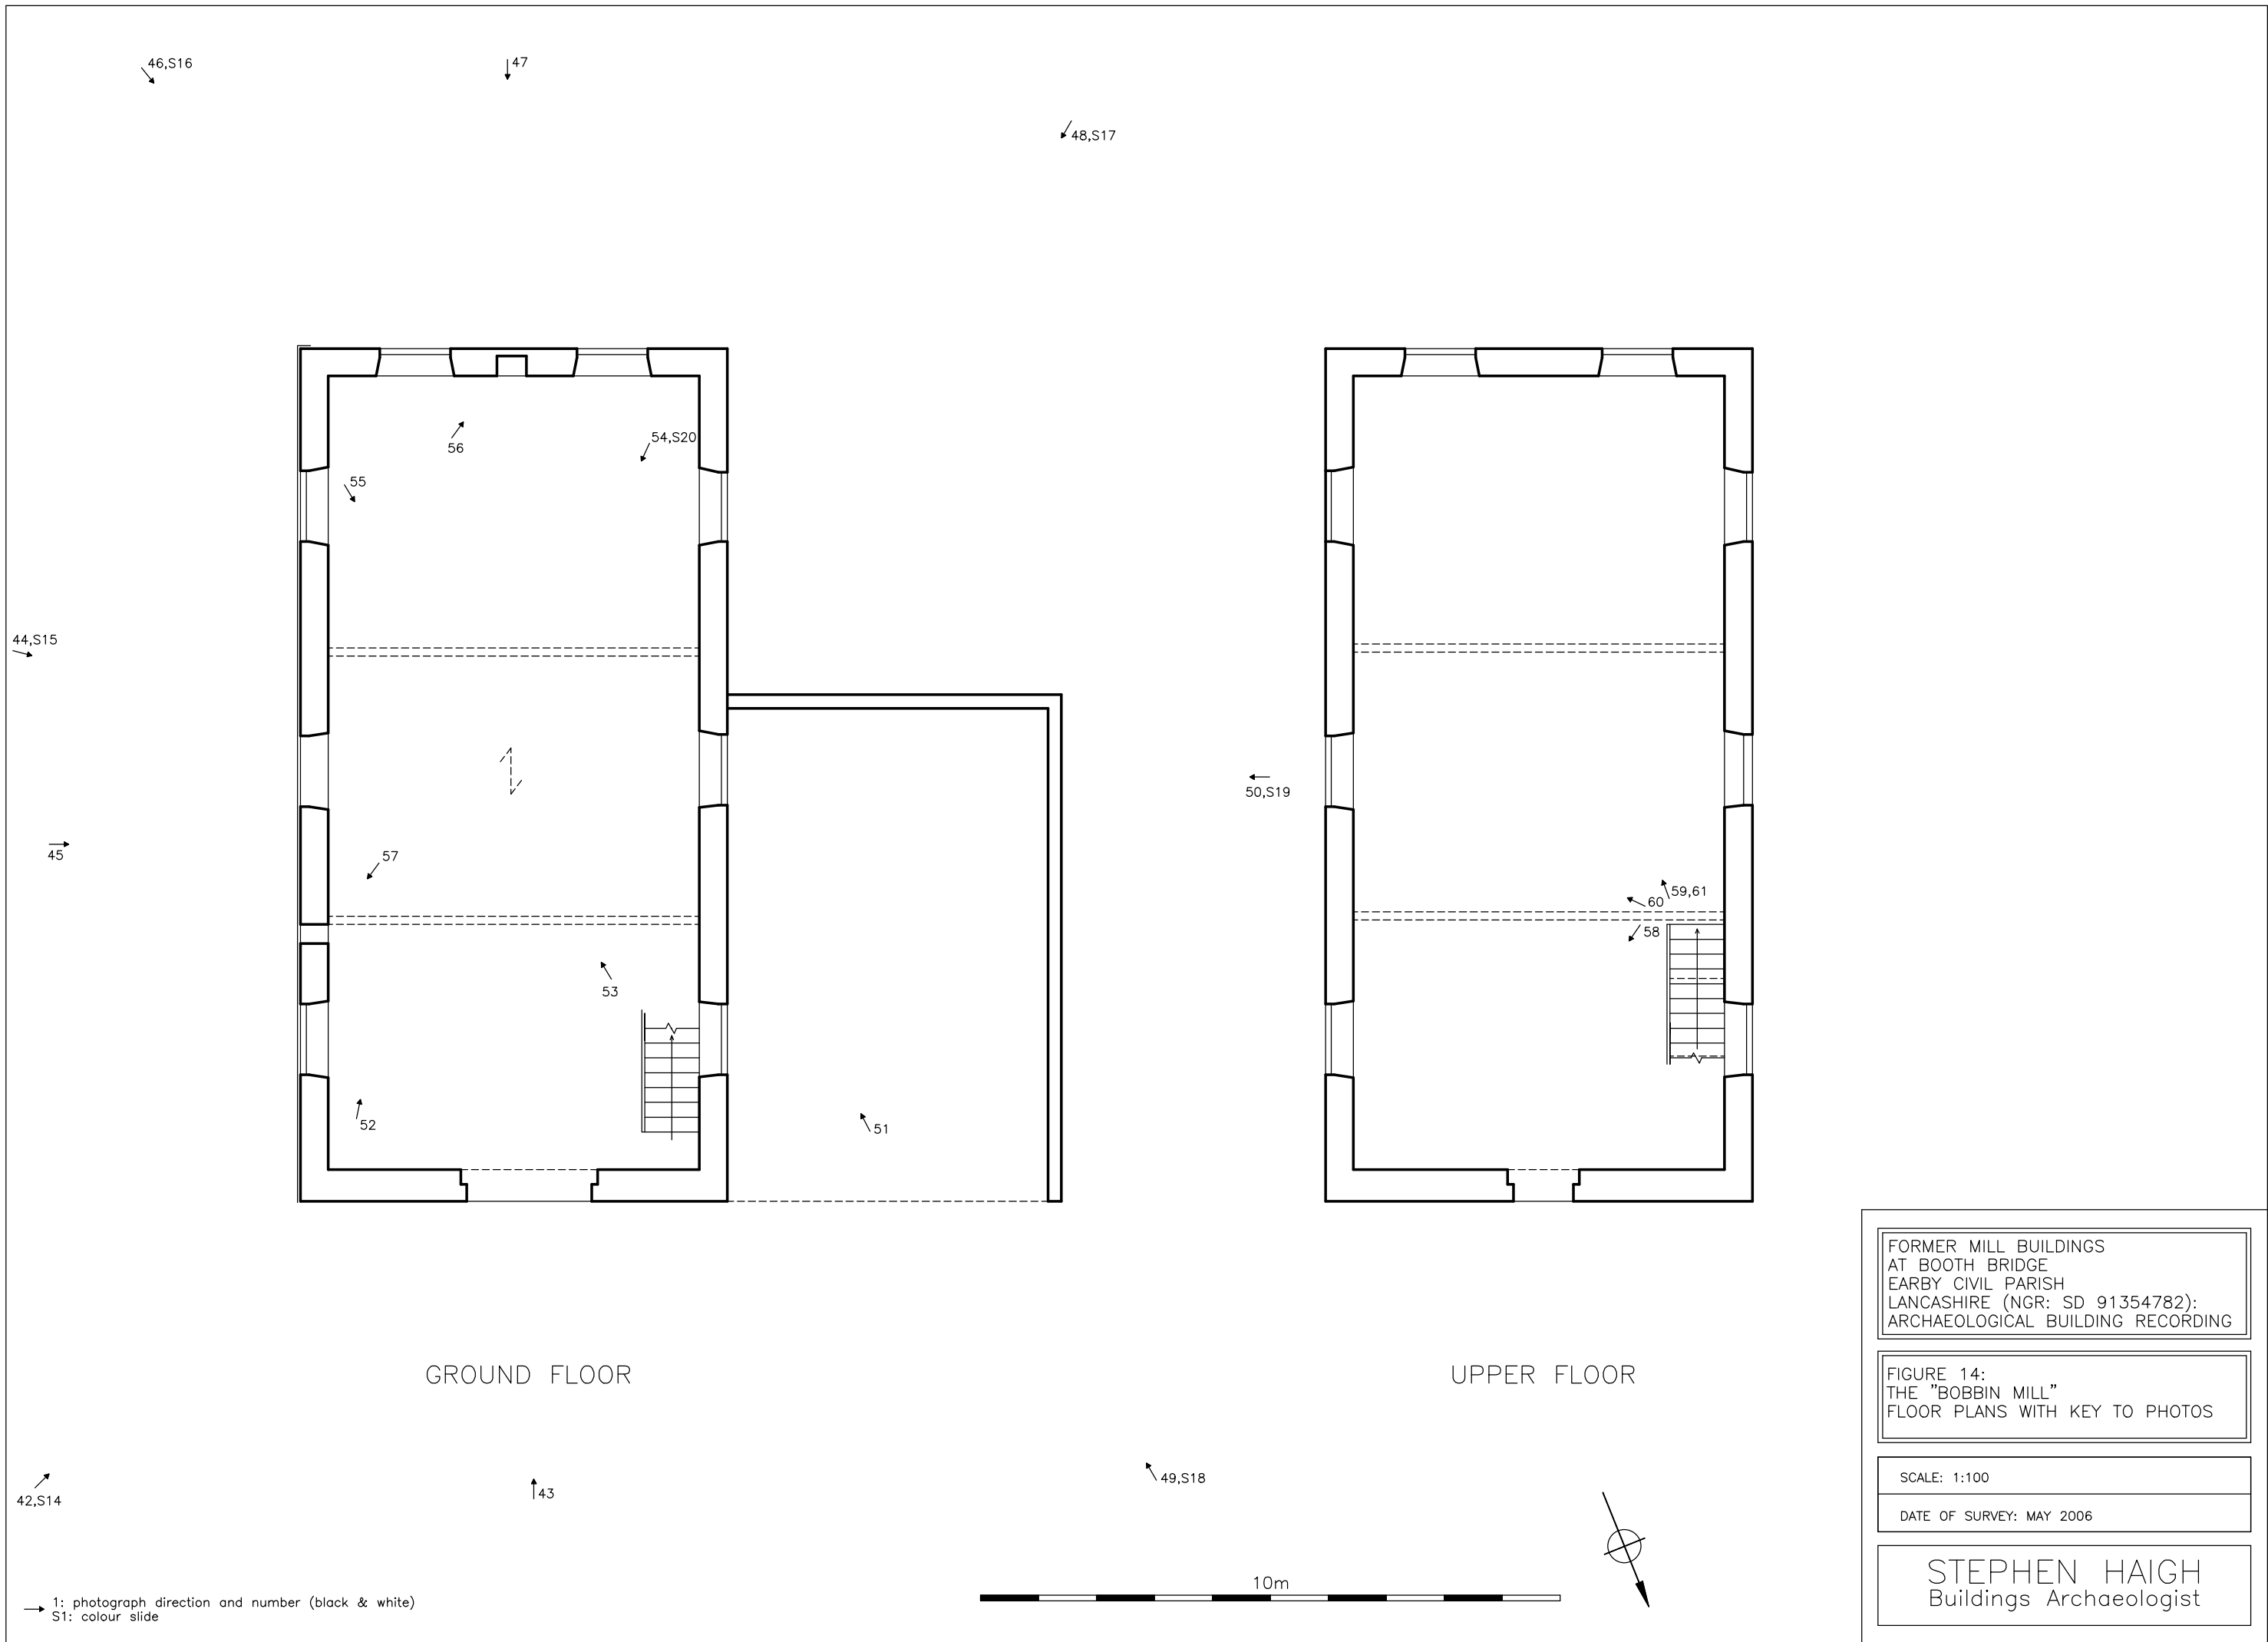 46,S16
47
48,S17
56
54,S20
55
44,S15
50,S19
45
57
59,61
60
58
53
52
51
FORMER MILL BUILDINGS
AT BOOTH BRIDGE
EARBY CIVIL PARISH
LANCASHIRE (NGR: SD 91354782):
ARCHAEOLOGICAL BUILDING RECORDING
GROUND FLOOR
UPPER FLOOR
FIGURE 14:
THE "BOBBIN MILL"
FLOOR PLANS WITH KEY TO PHOTOS
42,S14
43
49,S18
SCALE: 1:100
DATE OF SURVEY: MAY 2006
STEPHEN HAIGH
Buildings Archaeologist
10m
1: photograph direction and number (black & white)
S1: colour slide